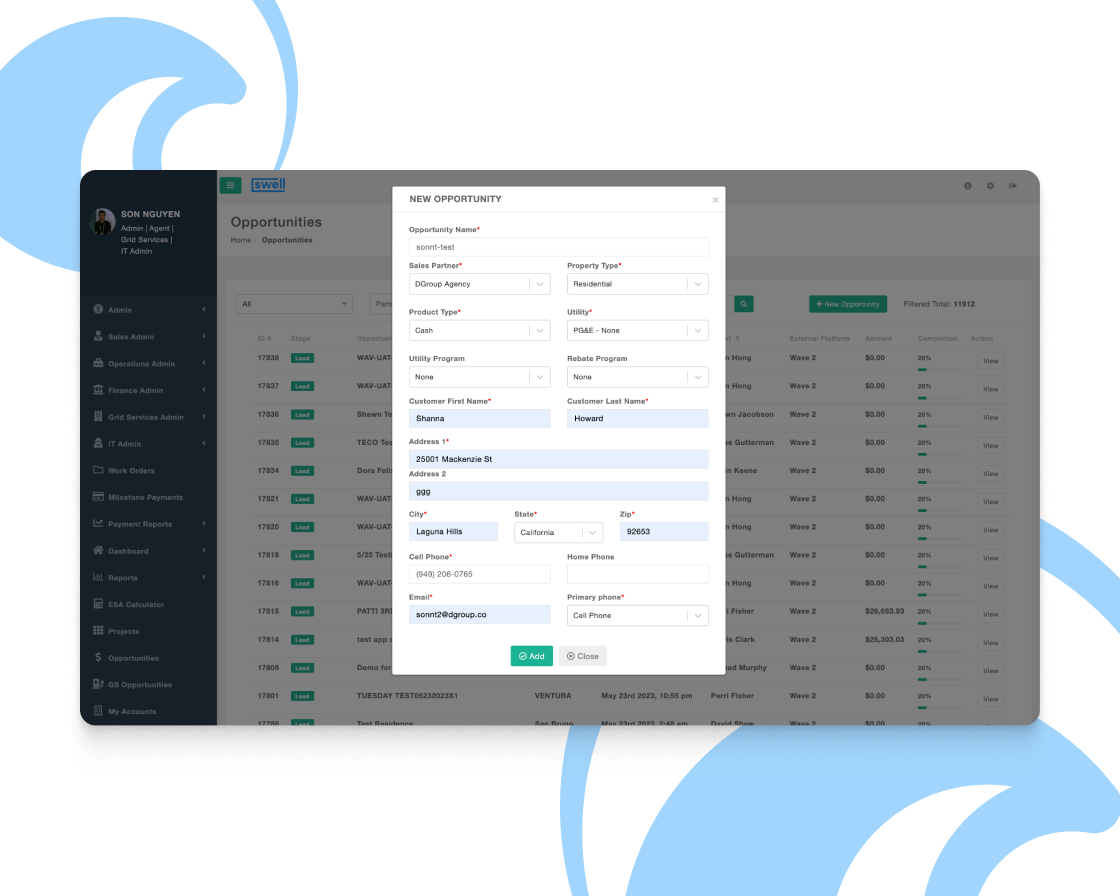 SON NGUYEN
Admin | Agent |
Grid Services |
IT Admin
Admin
Sales Admin
Operations Admin
Finance Admin
Grid Services Admin
IT Admin
Work Orders
Milestone Payments
Payment Reports
Dashboard
Reports
ESA Calculator
Projects
Opportunities
GS Opportunities
My Accounts
swell
Opportunities
Home / Opportunities
All
New Opportunity Filtered Total: 11912
ID Stage External Platform Amount Completion Action
17838 Lead WAV-UAT- Hong Wave 2 $0.00 20% View
17837 Lead WAV-UAT- Hong Wave 2 $0.00 20% View
17836 Lead Shawn Jacobson Wave 2 $0.00 20% View
17835 Lead TECO Gutterman Wave 2 $0.00 20% View
17834 Lead Dora Keene Wave 2 $0.00 20% View
17821 Lead WAV-UAT- Hong Wave 2 $0.00 20% View
17820 Lead WAV-UAT- Hong Wave 2 $0.00 20% View
17818 Lead 5/25 Gutterman Wave 2 $0.00 20% View
17816 Lead WAV-UAT- Hong Wave 2 $0.00 20% View
17815 Lead PATTI Fisher Wave 2 $26,653.93 20% View
17814 Lead test app Clark Wave 2 $25,303.03 20% View
17808 Lead Demo for Murphy Wave 2 $0.00 20% View
17801 Lead TUESDAY TEST05232023X1 VENTURA May 23rd 2023, 10:55 pm Perri Fisher Wave 2 $0.00 20% View
17788 Lead Test Residence San Bruno May 23rd 2023, 2:48 am David Shaw Wave 2 $0.00 20%
NEW OPPORTUNITY ×
Opportunity Name*
sonnt-test
Sales Partner* Property Type*
DGroup Agency Residential
Product Type* Utility*
Cash PG&E - None
Utility Program Rebate Program
None None
Customer First Name* Customer Last Name*
Shanna Howard
Address 1*
25001 Mackenzie St
Address 2
ggg
City* State* Zip*
Laguna Hills California 92653
Cell Phone* Home Phone
(949) 206-0765
Email* Primary phone*
sonnt2@dgroup.co Cell Phone
Add Close